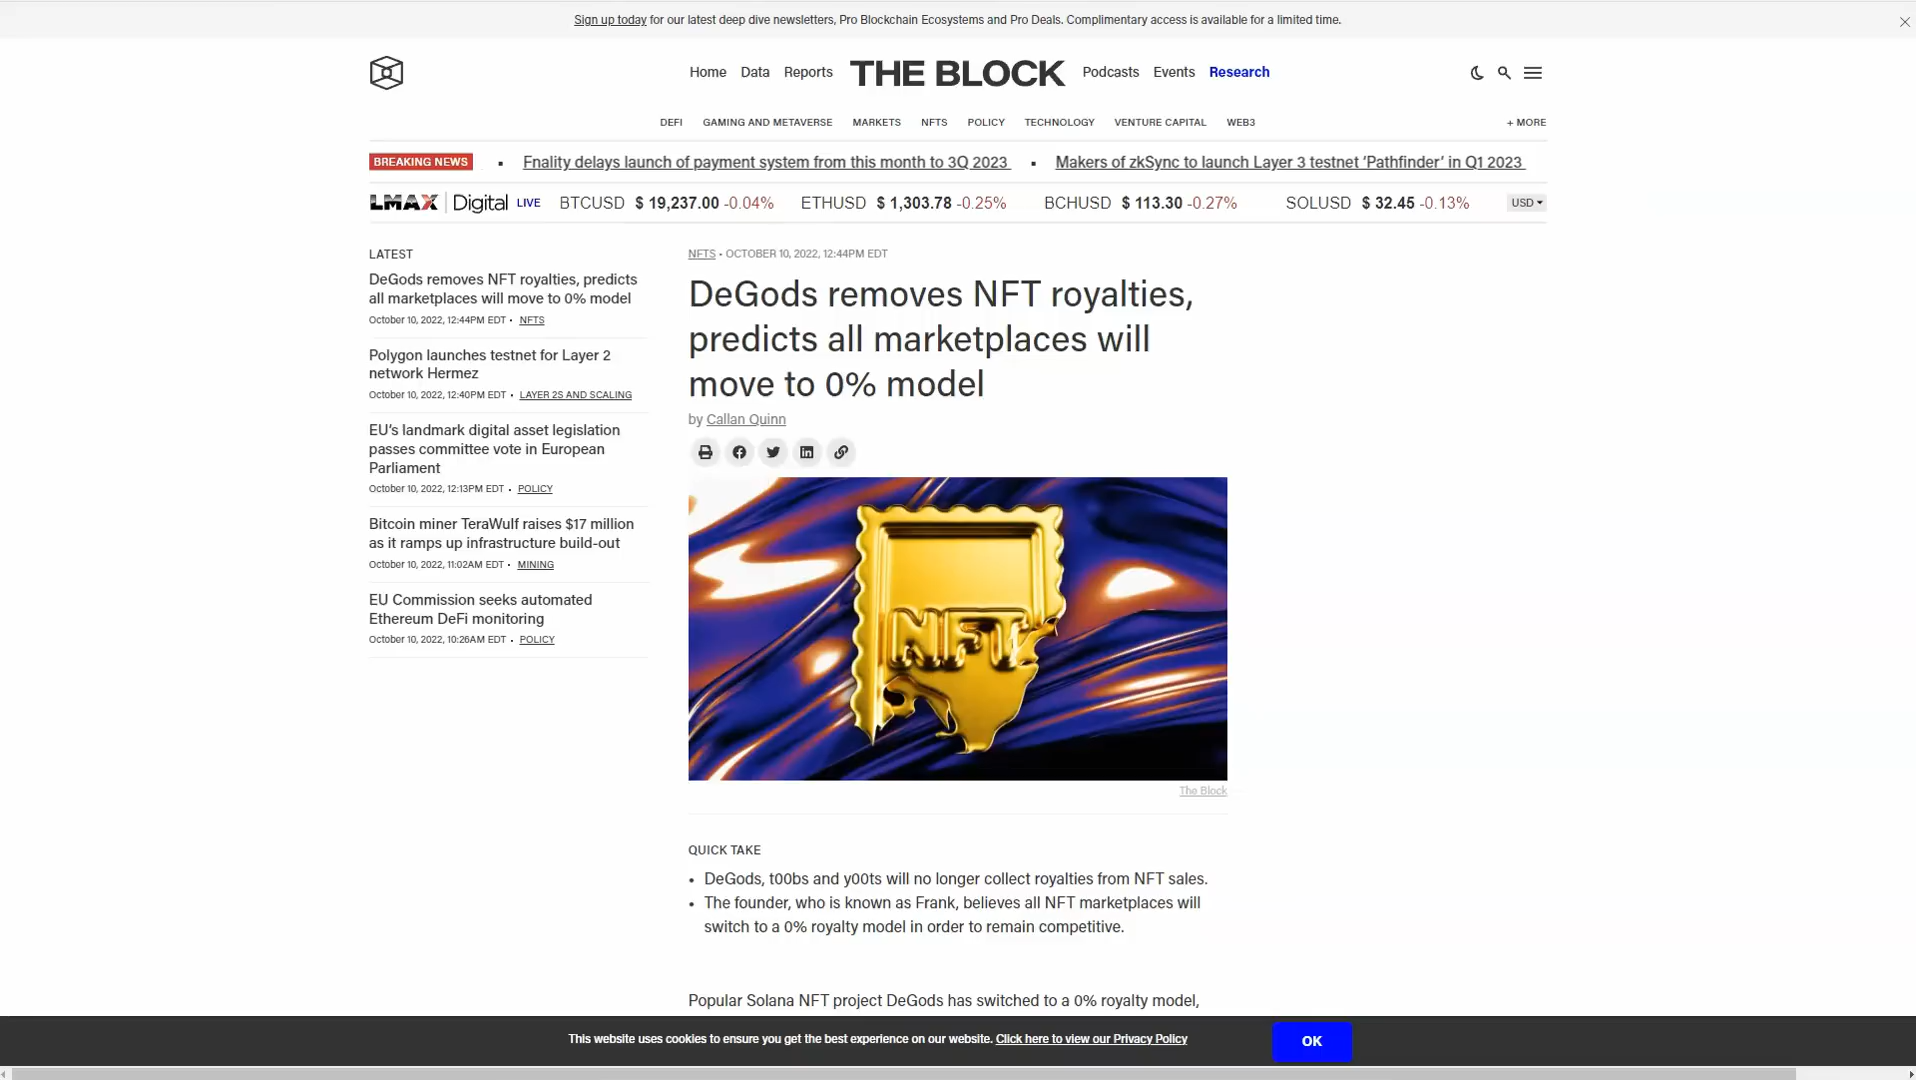 Sign up today for our latest deep dive newsletters, Pro Blockchain Ecosystems and Pro Deals. Complimentary access is available for a limited time.
Home Data Reports THE BLOCK Podcasts Events Research
DEFI GAMING AND METAVERSE MARKETS NFTS POLICY TECHNOLOGY VENTURE CAPITAL WEB3 + MORE
BREAKING NEWS ▪ Fnality delays launch of payment system from this month to 3Q 2023 ▪ Makers of zkSync to launch Layer 3 testnet ‘Pathfinder’ in Q1 2023
LMAX Digital LIVE BTCUSD $ 19,237.00 -0.04% ETHUSD $ 1,303.78 -0.25% BCHUSD $ 113.30 -0.27% SOLUSD $ 32.45 -0.13% USD
LATEST
DeGods removes NFT royalties, predicts
all marketplaces will move to 0% model
October 10, 2022, 12:44PM EDT • NFTS
Polygon launches testnet for Layer 2
network Hermez
October 10, 2022, 12:40PM EDT • LAYER 2S AND SCALING
EU’s landmark digital asset legislation
passes committee vote in European
Parliament
October 10, 2022, 12:13PM EDT • POLICY
Bitcoin miner TeraWulf raises $17 million
as it ramps up infrastructure build-out
October 10, 2022, 11:02AM EDT • MINING
EU Commission seeks automated
Ethereum DeFi monitoring
October 10, 2022, 10:26AM EDT • POLICY
NFTS • OCTOBER 10, 2022, 12:44PM EDT
DeGods removes NFT royalties,
predicts all marketplaces will
move to 0% model
by Callan Quinn
NFT
The Block
QUICK TAKE
• DeGods, t00bs and y00ts will no longer collect royalties from NFT sales.
• The founder, who is known as Frank, believes all NFT marketplaces will
switch to a 0% royalty model in order to remain competitive.
Popular Solana NFT project DeGods has switched to a 0% royalty model,
This website uses cookies to ensure you get the best experience on our website. Click here to view our Privacy Policy
OK